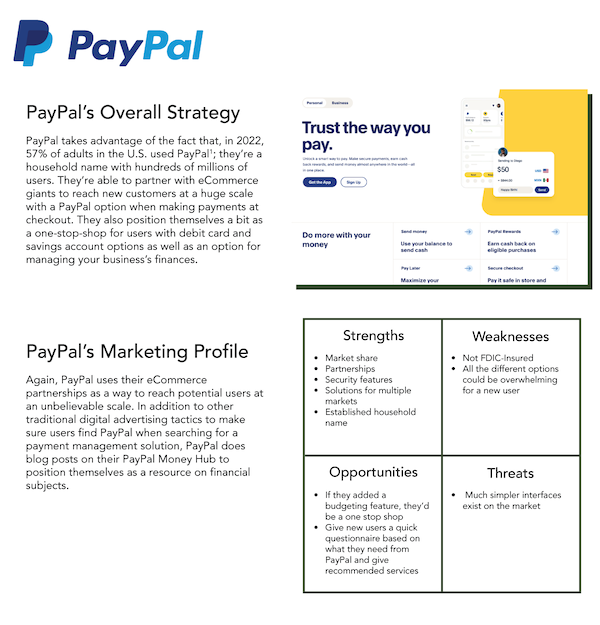 PayPal
PayPal's Overall Strategy
PayPal takes advantage of the fact that, in 2022,
57% of adults in the U.S. used PayPal¹; they're a
household name with hundreds of millions of
users. They're able to partner with eCommerce
giants to reach new customers at a huge scale
with a PayPal option when making payments at
checkout. They also position themselves a bit as
a one-stop-shop for users with debit card and
savings account options as well as an option for
managing your business's finances.
Personal Business
Trust the way you
pay.
Unlock a smart way to pay. Make secure payments, earn cash
back rewards, and send money almost anywhere in the world—all
in one place.
Get the App Sign Up
Sending to Diego
$50
Happy Birth
Send
Do more with your
money
Send money
Use your balance to
send cash
PayPal Rewards
Earn cash back on
eligible purchases
Pay Later
Maximize your
Secure checkout
Pay it safe in store and
PayPal's Marketing Profile
Again, PayPal uses their eCommerce
partnerships as a way to reach potential users at
an unbelievable scale. In addition to other
traditional digital advertising tactics to make
sure users find PayPal when searching for a
payment management solution, PayPal does
blog posts on their PayPal Money Hub to
position themselves as a resource on financial
subjects.
Strengths
• Market share
• Partnerships
• Security features
• Solutions for multiple
markets
• Established household
name
Weaknesses
• Not FDIC-Insured
• All the different options
could be overwhelming
for a new user
Opportunities
• If they added a
budgeting feature, they'd
be a one stop shop
• Give new users a quick
questionnaire based on
what they need from
PayPal and give
recommended services
Threats
• Much simpler interfaces
exist on the market